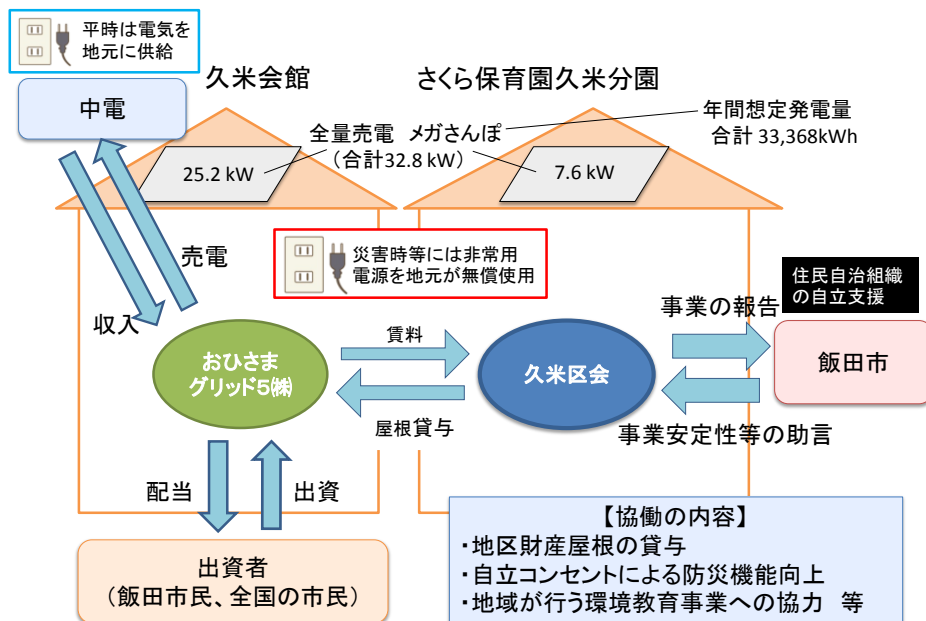 平時は電気を
地元に供給
中電
久米会館
さくら保育園久米分園
年間想定発電量
合計 33,368kWh
全量売電 メガさんぽ
（合計32.8 kW）
25.2 kW
7.6 kW
災害時等には非常用
電源を地元が無償使用
売電
収入
住民自治組織
の自立支援
事業の報告
賃料
おひさま
グリッド5㈱
久米区会
飯田市
屋根貸与
事業安定性等の助言
配当
出資
出資者
（飯田市民、全国の市民）
【協働の内容】
・地区財産屋根の貸与
・自立コンセントによる防災機能向上
・地域が行う環境教育事業への協力 等